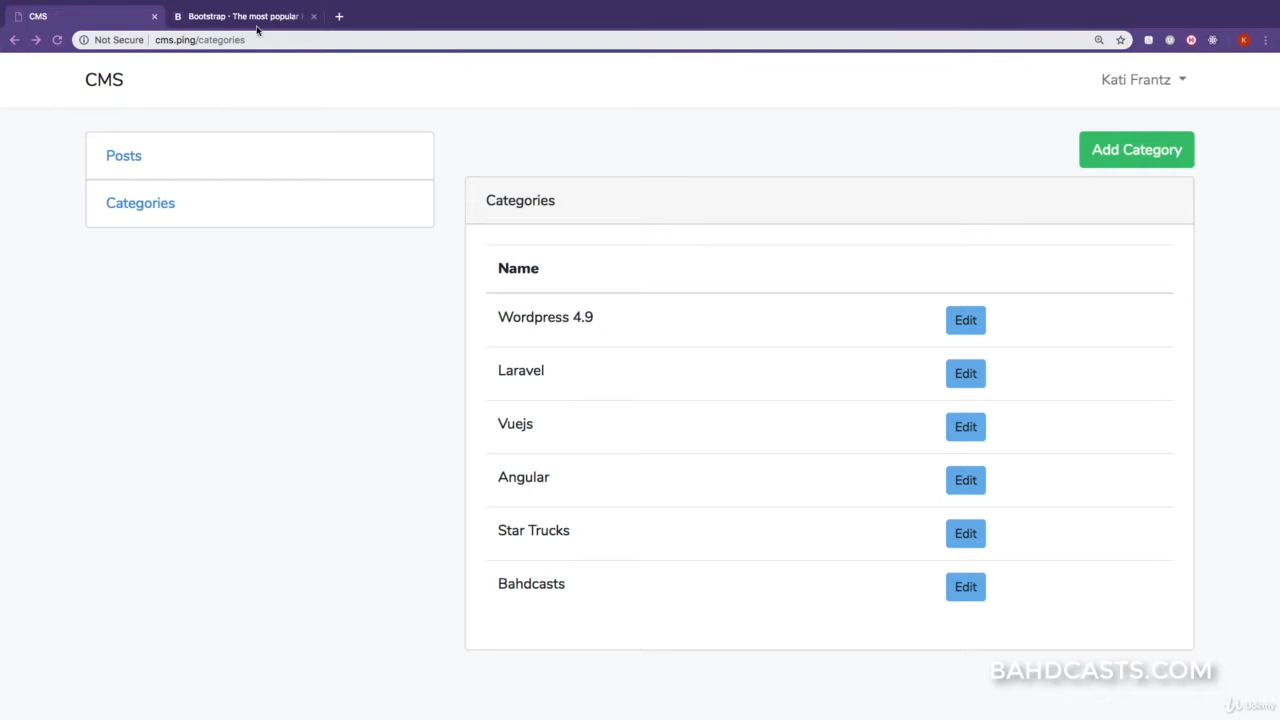 CMS
Bootstrap · The most popular
Not Secure
cms.ping/categories
K
CMS
Kati Frantz
Posts
Categories
Add Category
Categories
Name
Wordpress 4.9
Edit
Laravel
Edit
Vuejs
Edit
Angular
Edit
Star Trucks
Edit
Bahdcasts
Edit
BAHDCASTS.COM
Udemy